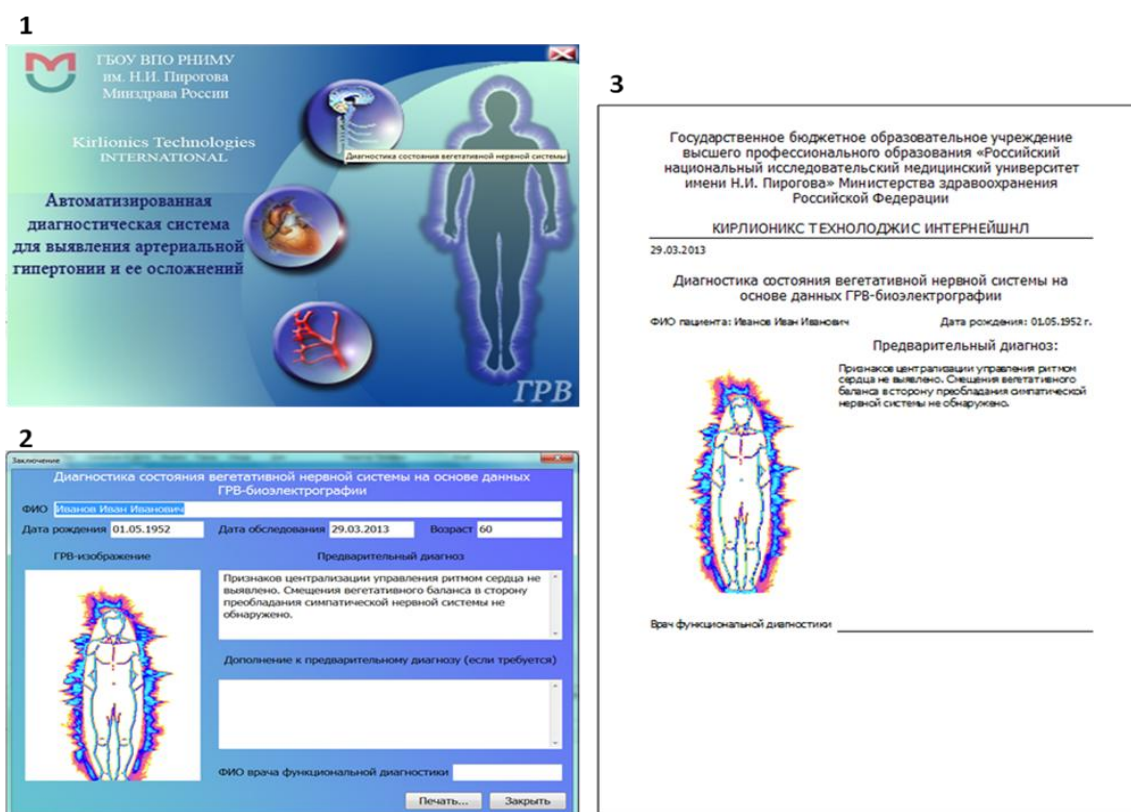 1
ГБОУ ВПО РНИМУ
им. Н.И. Пирогова
Минздрава России
Kirlionics Technologies
INTERNATIONAL
Диагностика состояния вегетативной нервной системы
Автоматизированная
диагностическая система
для выявления артериальной
гипертонии и ее осложнений
ГРВ
2
Заключение
Диагностика состояния вегетативной нервной системы на основе данных
ГРВ-биоэлектрографии
ФИО Иванов Иван Иванович
Дата рождения 01.05.1952 Дата обследования 29.03.2013 Возраст 60
ГРВ-изображение Предварительный диагноз
Признаков централизации управления ритмом сердца не
выявлено. Смещения вегетативного баланса в сторону
преобладания симпатической нервной системы не
обнаружено.
Дополнение к предварительному диагнозу (если требуется)
ФИО врача функциональной диагностики
Печать... Закрыть
3
Государственное бюджетное образовательное учреждение
высшего профессионального образования «Российский
национальный исследовательский медицинский университет
имени Н.И. Пирогова» Министерства здравоохранения
Российской Федерации
КИРЛИОНИКС ТЕХНОЛОДЖИС ИНТЕРНЕЙШНЛ
29.03.2013
Диагностика состояния вегетативной нервной системы на
основе данных ГРВ-биоэлектрографии
ФИО пациента: Иванов Иван Иванович Дата рождения: 01.05.1952 г.
Предварительный диагноз:
Признаков централизации управления ритмом
сердца не выявлено. Смещения вегетативного
баланса в сторону преобладания симпатической
нервной системы не обнаружено.
Врач функциональной диагностики